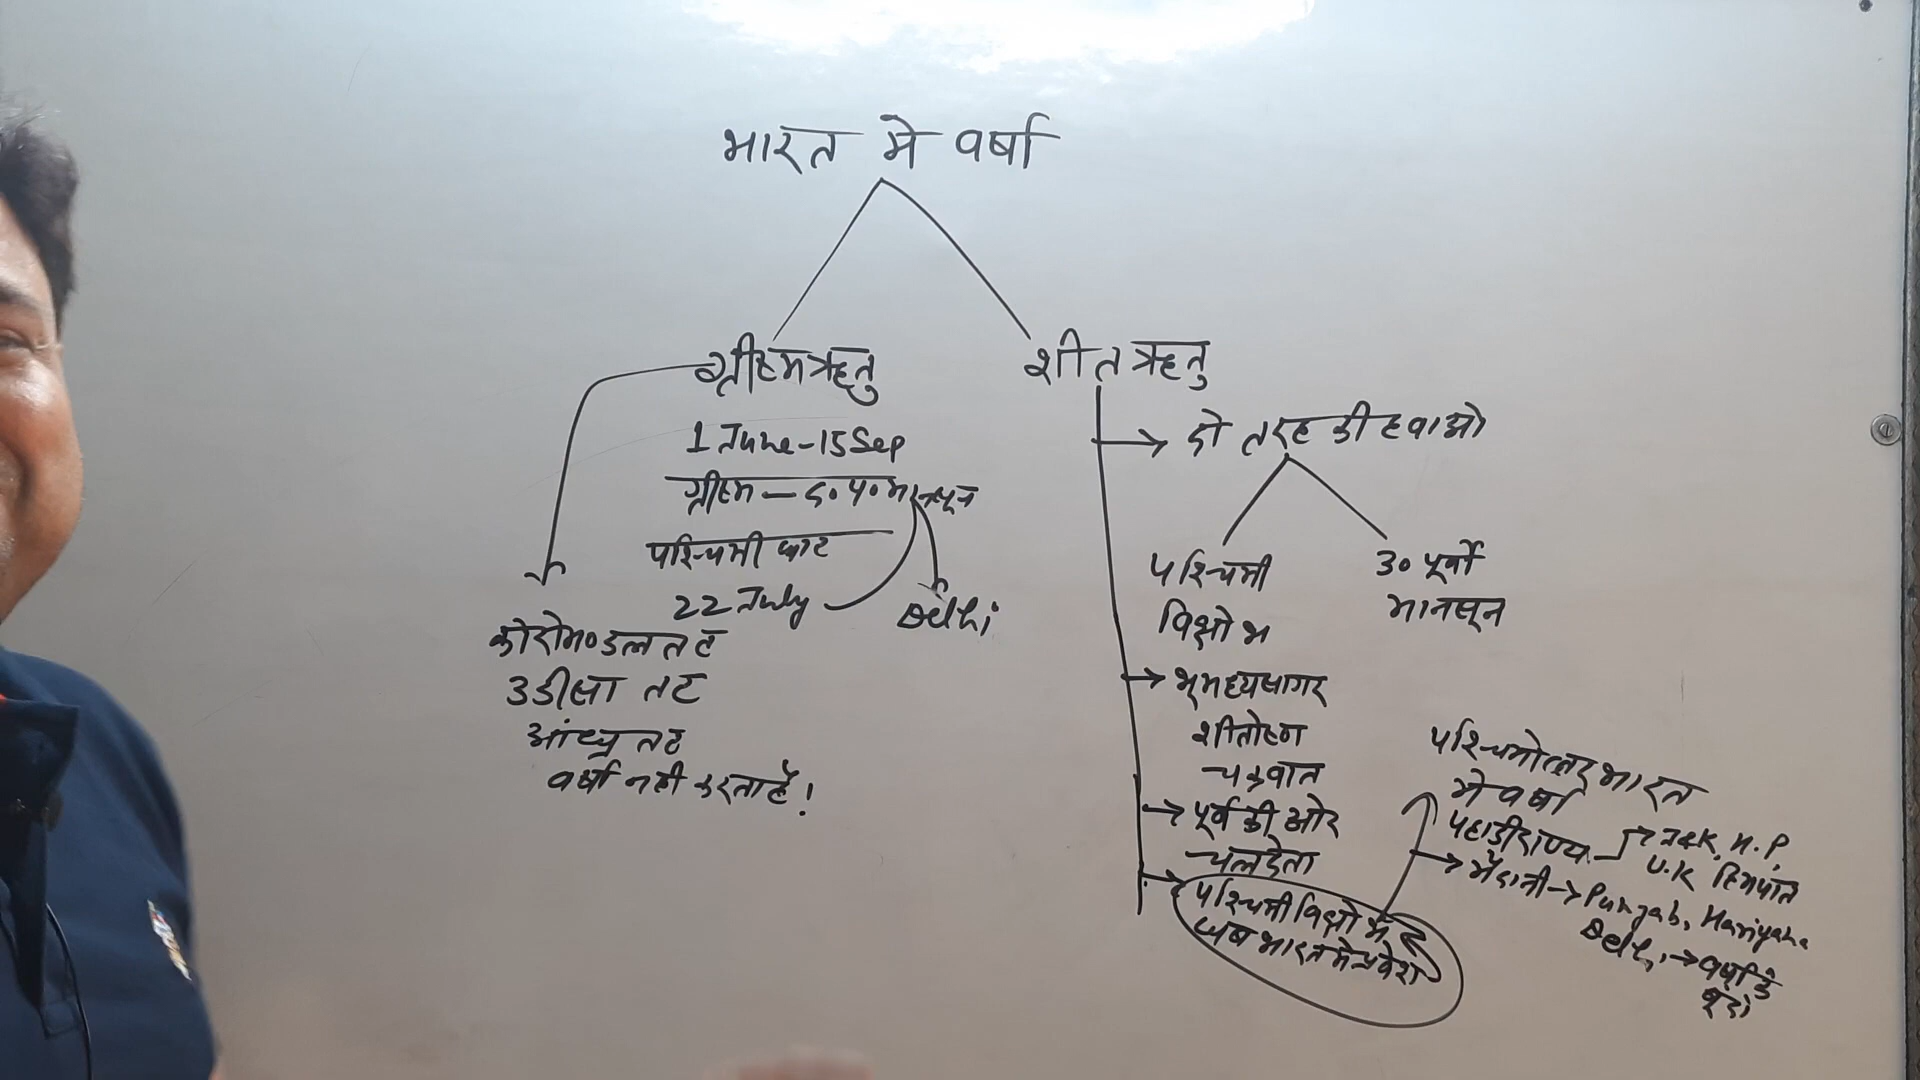 भारत मे वर्षा
ग्रीष्म ऋतु
1 June-15 Sep
ग्रीष्म — द० प० मानसून
पश्चिमी घाट
22 July
Delhi
कोरोमण्डल तट
उडीसा तट
आंध्र तट
वर्षा नही करता है!
शीत ऋतु
दो तरह की हवाओ
पश्चिमी
विक्षोभ
उ० पूर्वी
मानसून
भूमध्यसागर
शीतोष्ण
चक्रवात
पूर्व की ओर
चल देता
पश्चिमी विक्षोभ
जब भारत मे प्रवेश
पश्चिमोत्तर भारत
मे वर्षा
पहाडी राज्य → J&K, H.P,
U.K हिमपात
मैदानी → Punjab, Hariyana
Delhi → वर्षा के
बूंदो